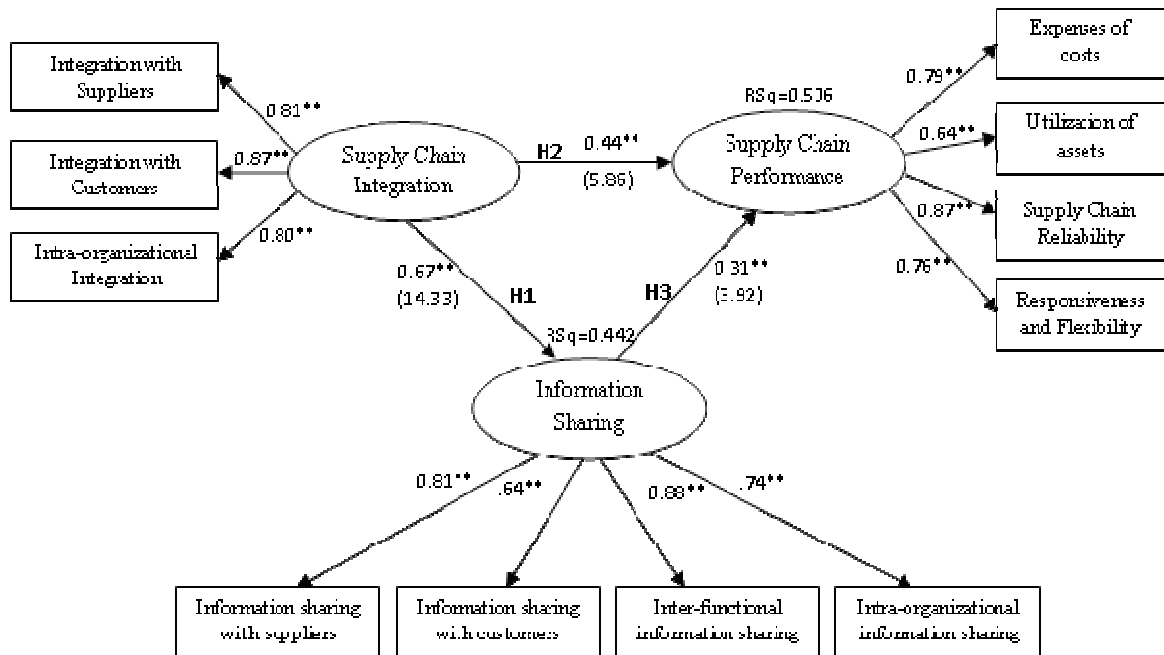 Expenses of
costs
Integration with
Suppliers
0.79**
RSq=0.506
0.81**
Utilization of
assets
0.64**
Integration with
Customers
0.87**
Supply Chain
Integration
H2
0.44**
(5.86)
Supply Chain
Performance
0.87**
Supply Chain
Reliability
0.80**
Intra-organizational
Integration
0.67**
(14.33)
H1
0.31**
(3.92)
H3
0.76**
Responsiveness
and Flexibility
RSq=0.442
Information
Sharing
0.81**
.64**
0.88**
.74**
Information sharing
with suppliers
Information sharing
with customers
Inter-functional
information sharing
Intra-organizational
information sharing